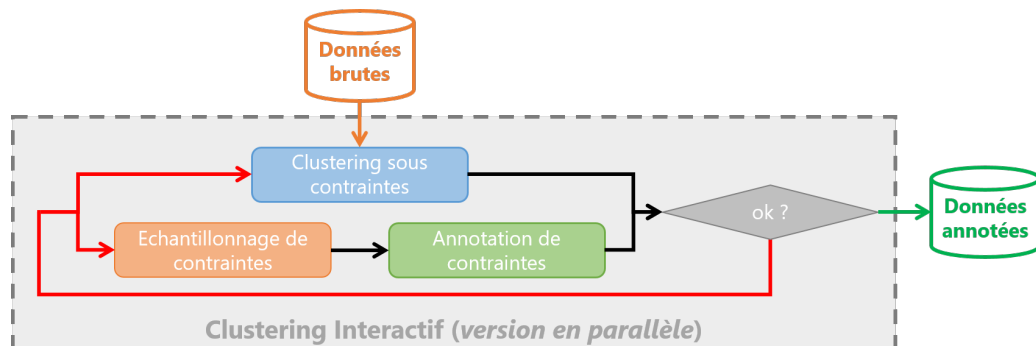 Données
brutes
Clustering sous
contraintes
ok ?
Données
annotées
Echantillonnage de
contraintes
Annotation de
contraintes
Clustering Interactif (version en parallèle)